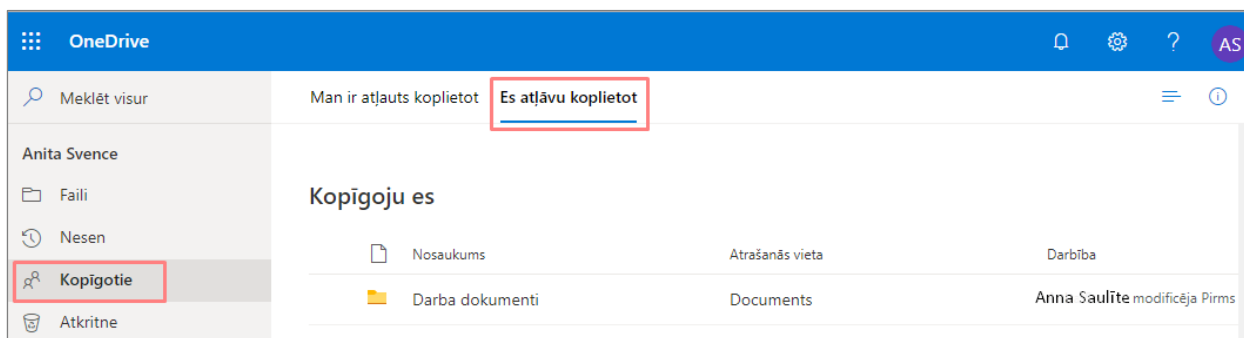 OneDrive
AS
Meklēt visur
Man ir atļauts koplietot Es atļāvu koplietot
Anita Svence
Faili
Kopīgoju es
Nesen
Nosaukums Atrašanās vieta Darbība
Kopīgotie
Darba dokumenti Documents Anna Saulīte modificēja Pirms
Atkritne